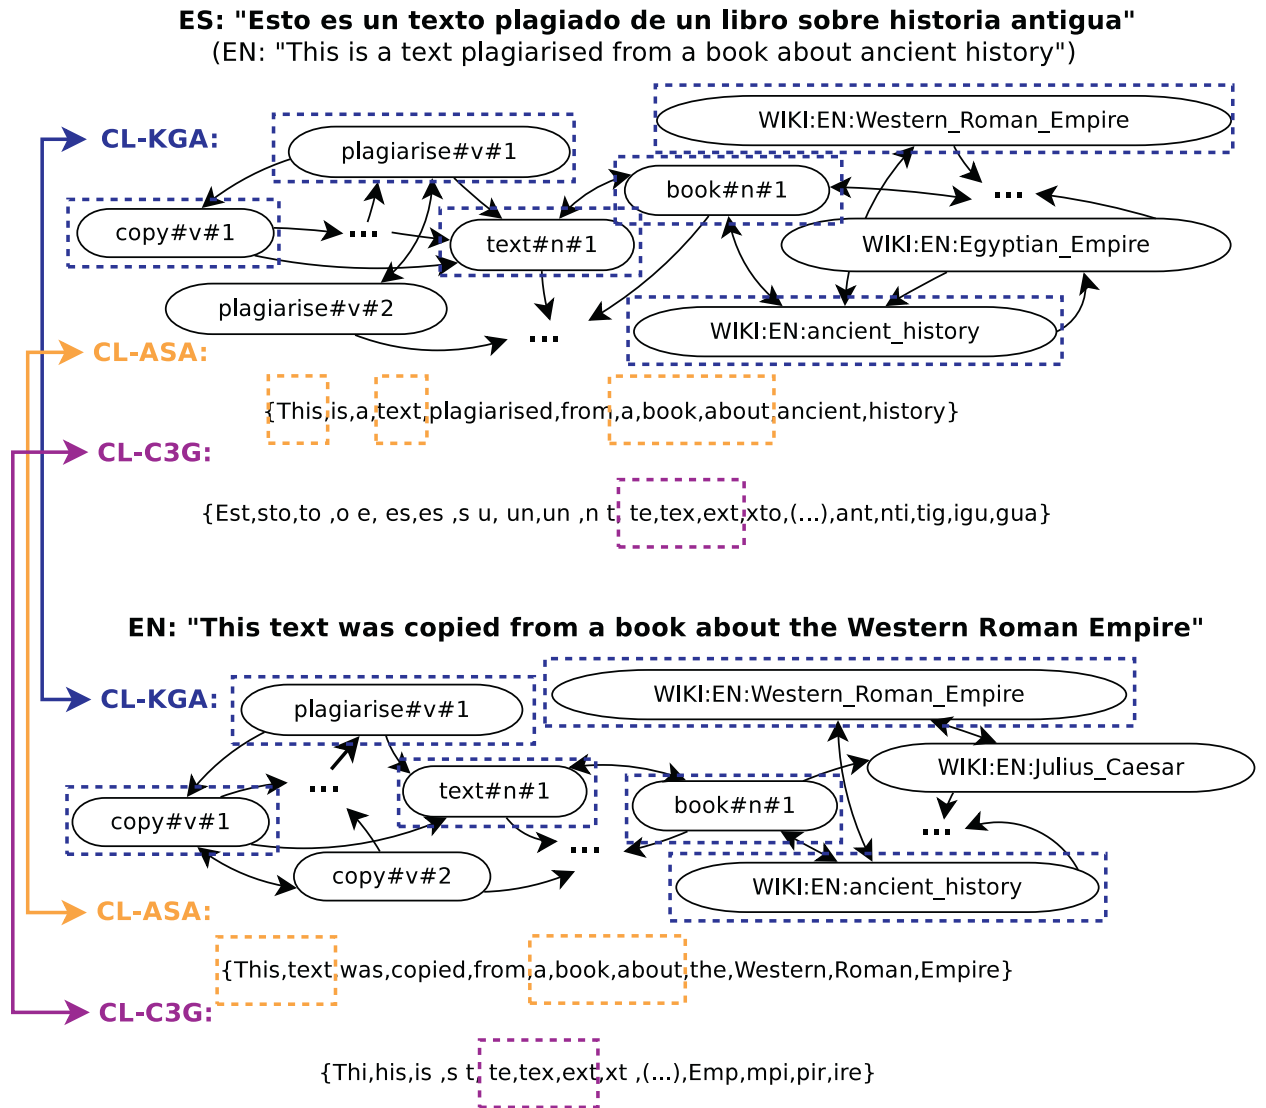 ES: "Esto es un texto plagiado de un libro sobre historia antigua"
(EN: "This is a text plagiarised from a book about ancient history")
CL-KGA:
WIKI:EN:Western_Roman_Empire
plagiarise#v#1
book#n#1
...
copy#v#1
...
text#n#1
WIKI:EN:Egyptian_Empire
plagiarise#v#2
...
WIKI:EN:ancient_history
CL-ASA:
{This,is,a,text,plagiarised,from,a,book,about,ancient,history}
CL-C3G:
{Est,sto,to ,o e, es,es ,s u, un,un ,n t, te,tex,ext,xto,(...),ant,nti,tig,igu,gua}
EN: "This text was copied from a book about the Western Roman Empire"
CL-KGA:
WIKI:EN:Western_Roman_Empire
plagiarise#v#1
WIKI:EN:Julius_Caesar
...
text#n#1
book#n#1
copy#v#1
...
...
copy#v#2
WIKI:EN:ancient_history
CL-ASA:
{This,text,was,copied,from,a,book,about,the,Western,Roman,Empire}
CL-C3G:
{Thi,his,is ,s t, te,tex,ext,xt ,(...),Emp,mpi,pir,ire}